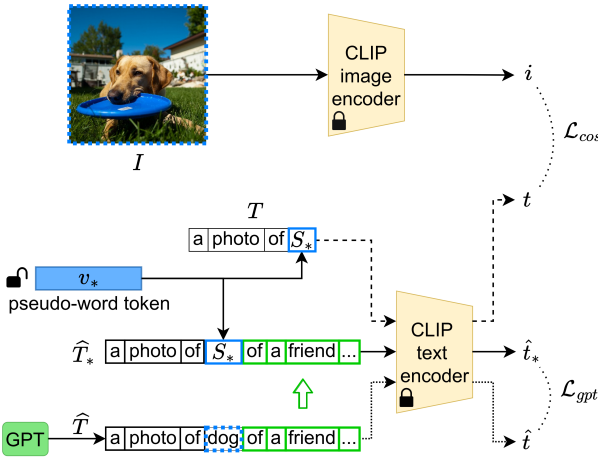 CLIP
image
encoder
i
I
𝓛cos
t
T
a photo of S*
v*
pseudo-word token
CLIP
text
encoder
T̂* a photo of S* of a friend ...
t̂*
𝓛gpt
GPT T̂ a photo of dog of a friend ...
t̂